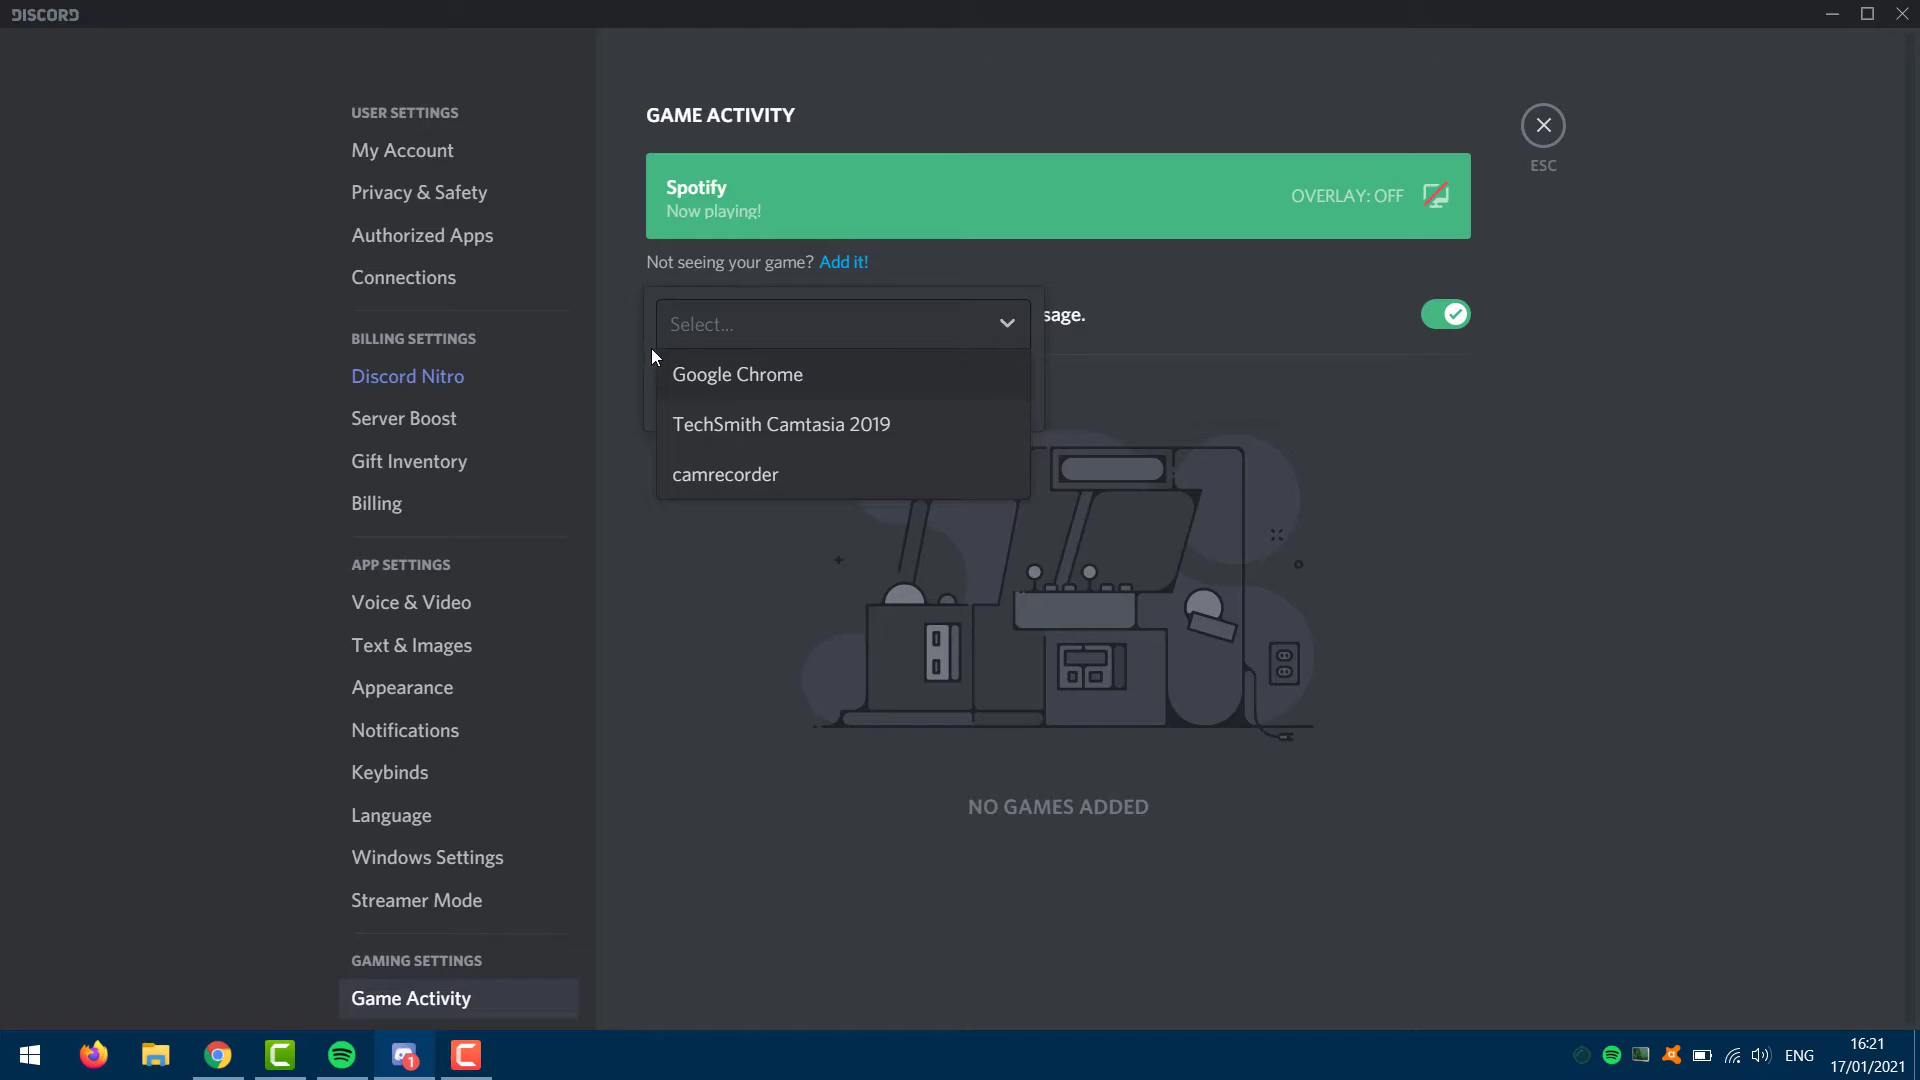 DISCORD
USER SETTINGS
My Account
Privacy & Safety
Authorized Apps
Connections
BILLING SETTINGS
Discord Nitro
Server Boost
Gift Inventory
Billing
APP SETTINGS
Voice & Video
Text & Images
Appearance
Notifications
Keybinds
Language
Windows Settings
Streamer Mode
GAMING SETTINGS
Game Activity
GAME ACTIVITY
Spotify
Now playing!
OVERLAY: OFF
Not seeing your game? Add it!
Select...
sage.
Google Chrome
TechSmith Camtasia 2019
camrecorder
NO GAMES ADDED
ESC
1
ENG
16:21
17/01/2021